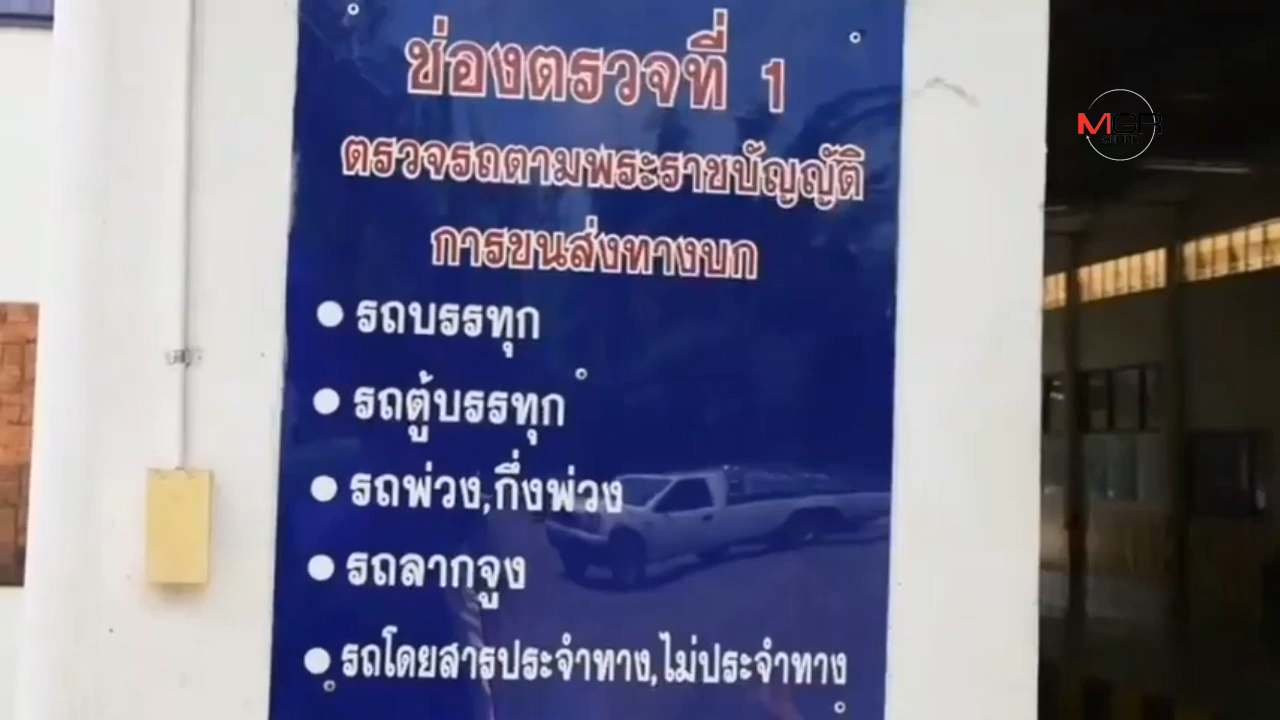 ช่องตรวจที่ 1
ตรวจรถตามพระราชบัญญัติ
การขนส่งทางบก
• รถบรรทุก
• รถตู้บรรทุก
• รถพ่วง,กึ่งพ่วง
• รถลากจูง
• รถโดยสารประจำทาง,ไม่ประจำทาง
MGR